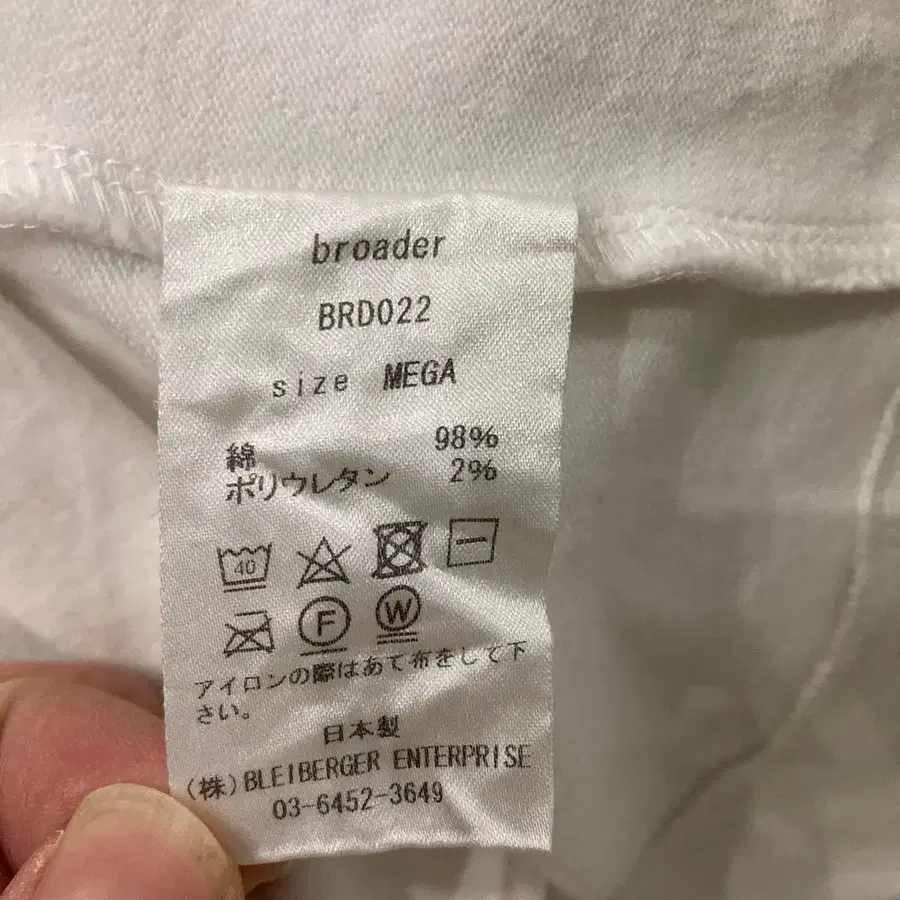 broader
BRD022
size MEGA
綿 98%
ポリウレタン 2%
40
F W
アイロンの際はあて布をして下
さい。
日本製
(株)BLEIBERGER ENTERPRISE
03-6452-3649